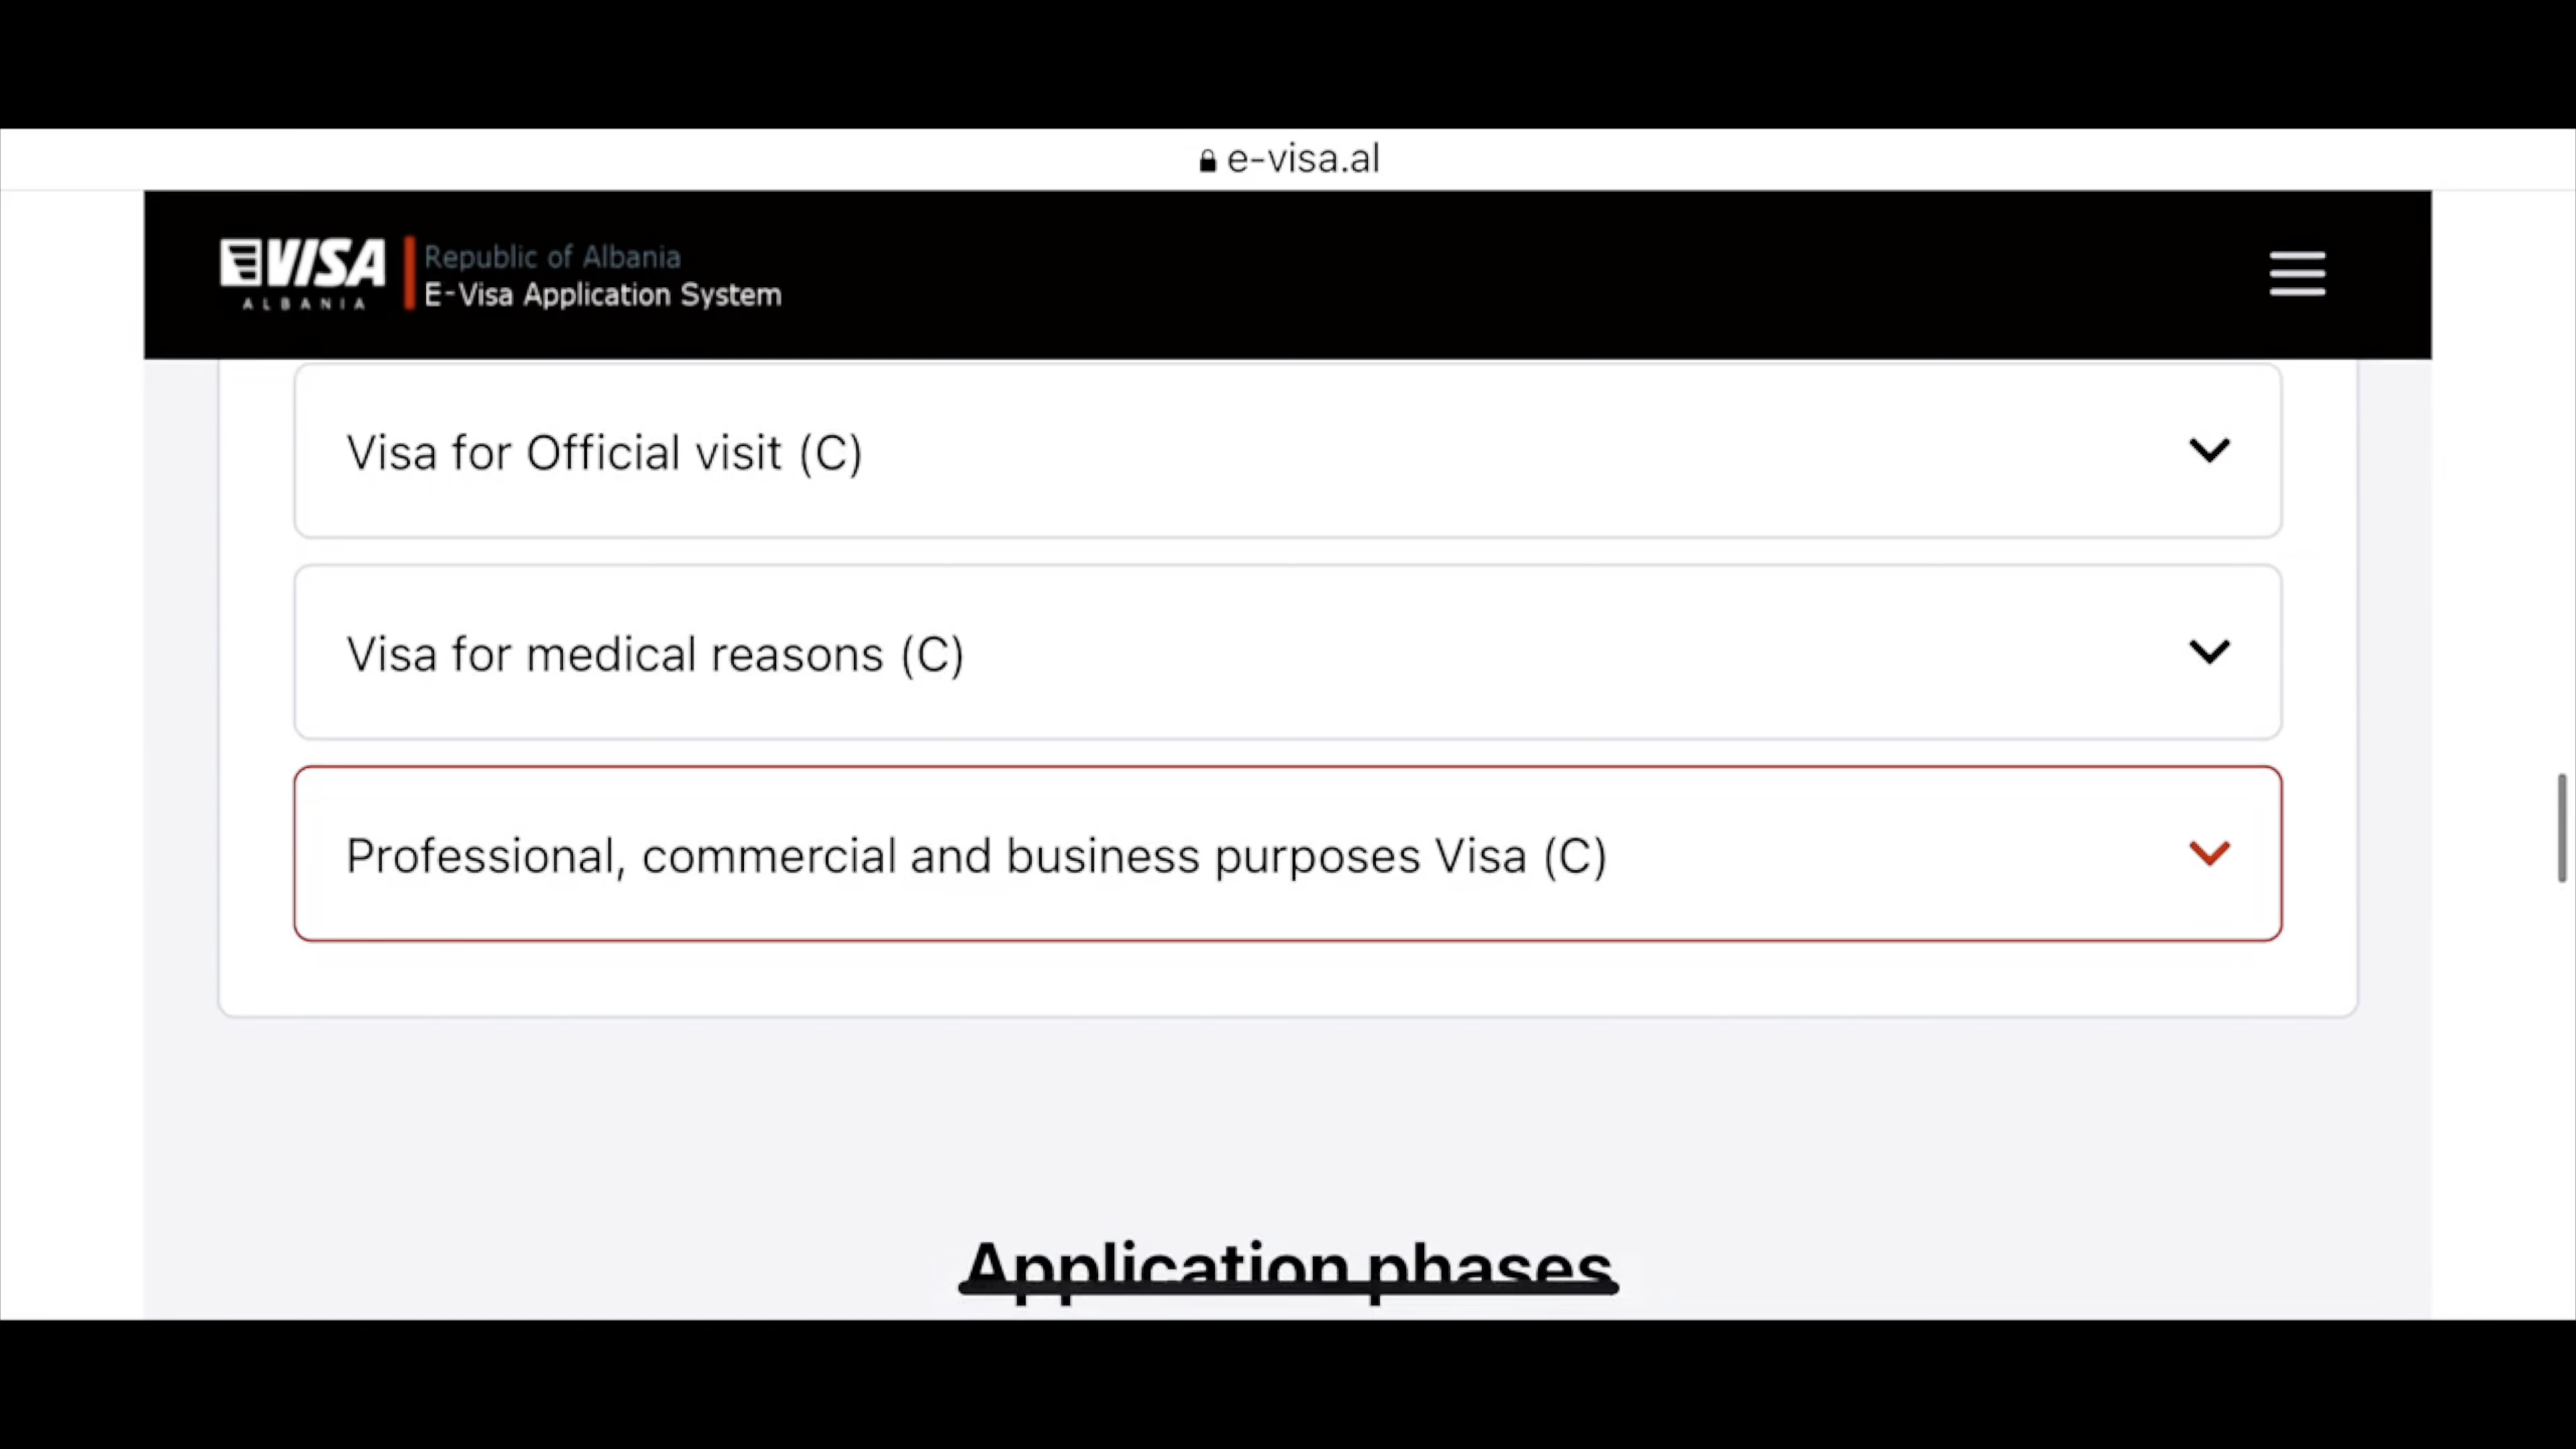 e-visa.al
VISA
ALBANIA
Republic of Albania
E-Visa Application System
Visa for Official visit (C)
Visa for medical reasons (C)
Professional, commercial and business purposes Visa (C)
Application phases